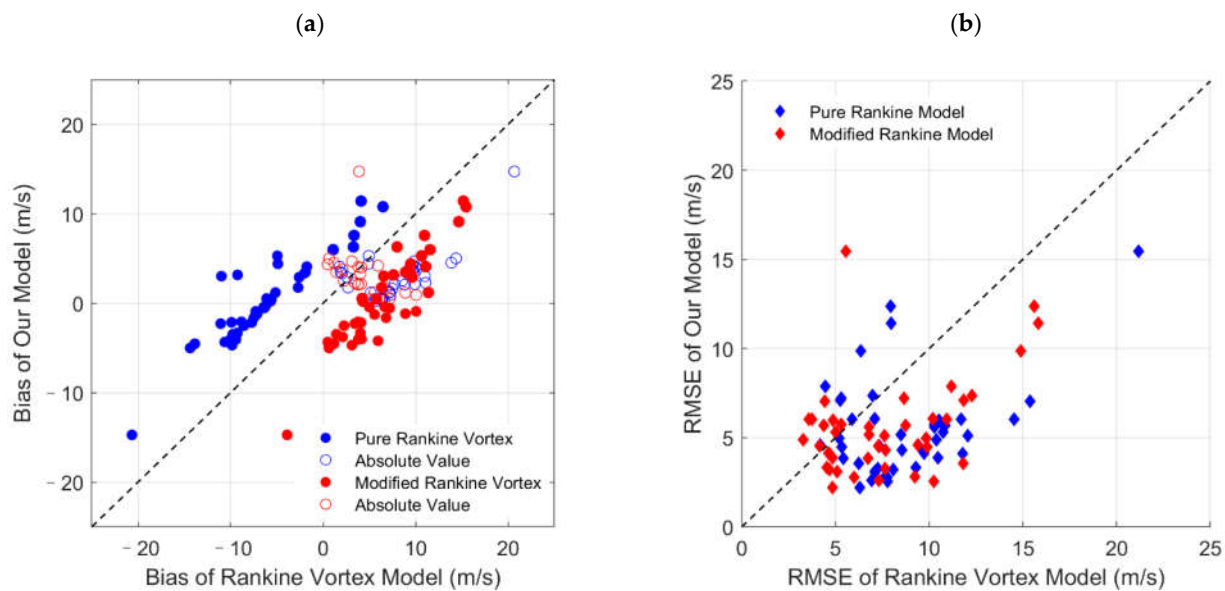 (a)
(b)
Bias of Our Model (m/s)
20
10
0
−10
−20
−20
−10
0
10
20
Bias of Rankine Vortex Model (m/s)
Pure Rankine Vortex
Absolute Value
Modified Rankine Vortex
Absolute Value
RMSE of Our Model (m/s)
25
20
15
10
5
0
0
5
10
15
20
25
RMSE of Rankine Vortex Model (m/s)
Pure Rankine Model
Modified Rankine Model